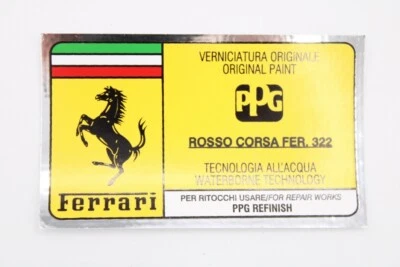 VERNICIATURA ORIGINALE
ORIGINAL PAINT
PPG
ROSSO CORSA FER. 322
TECNOLOGIA ALL'ACQUA
WATERBORNE TECHNOLOGY
Ferrari
PER RITOCCHI USARE/FOR REPAIR WORKS
PPG REFINISH